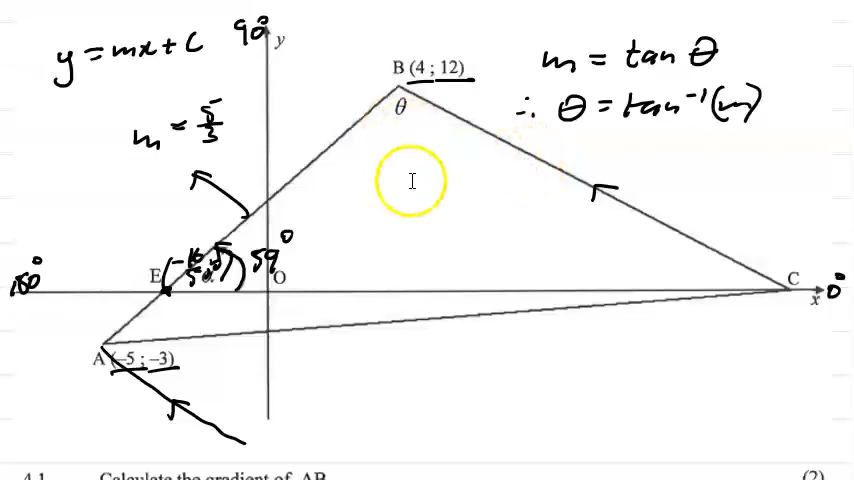 y = mx + c
90°
y
B (4 ; 12)
m = tan θ
∴ θ = tan⁻¹(m)
θ
m = 5/3
E
59°
180°
O
C
x
0°
A (–5 ; –3)
4.1 Calculate the gradient of AB. (2)